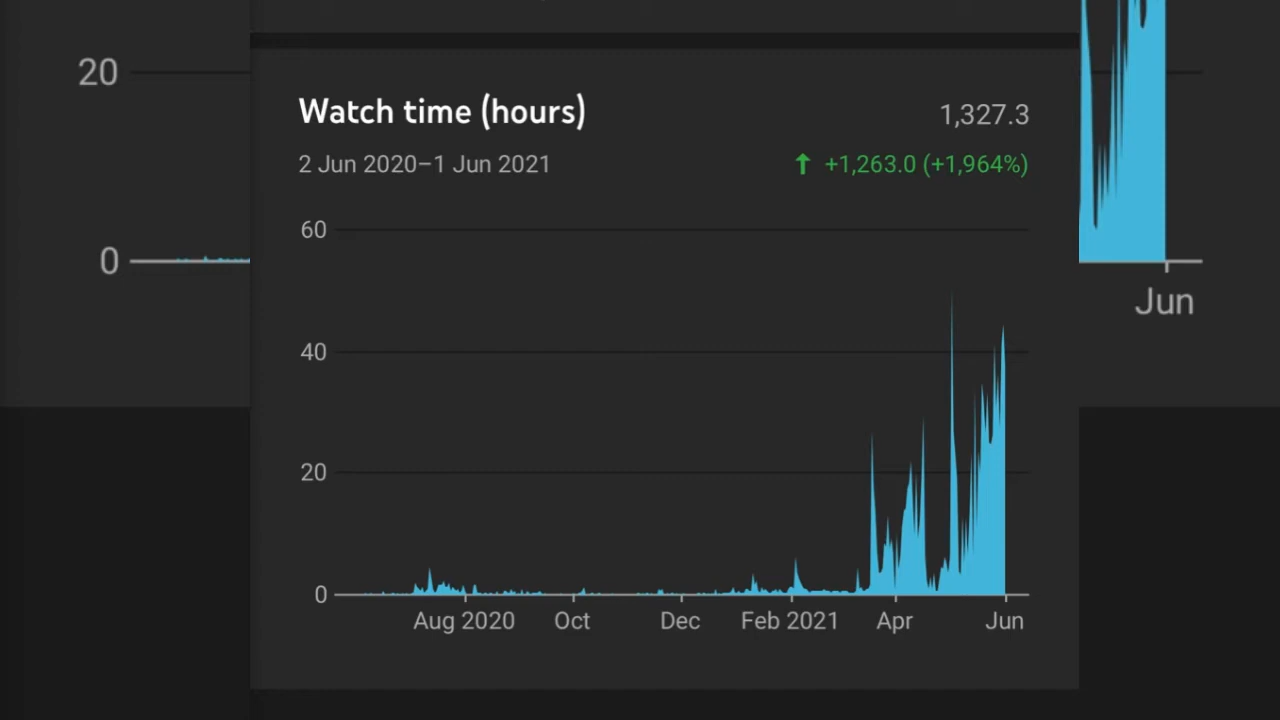 20
0
Jun
Watch time (hours)
1,327.3
2 Jun 2020–1 Jun 2021
↑ +1,263.0 (+1,964%)
60
40
20
0
Aug 2020 Oct Dec Feb 2021 Apr Jun